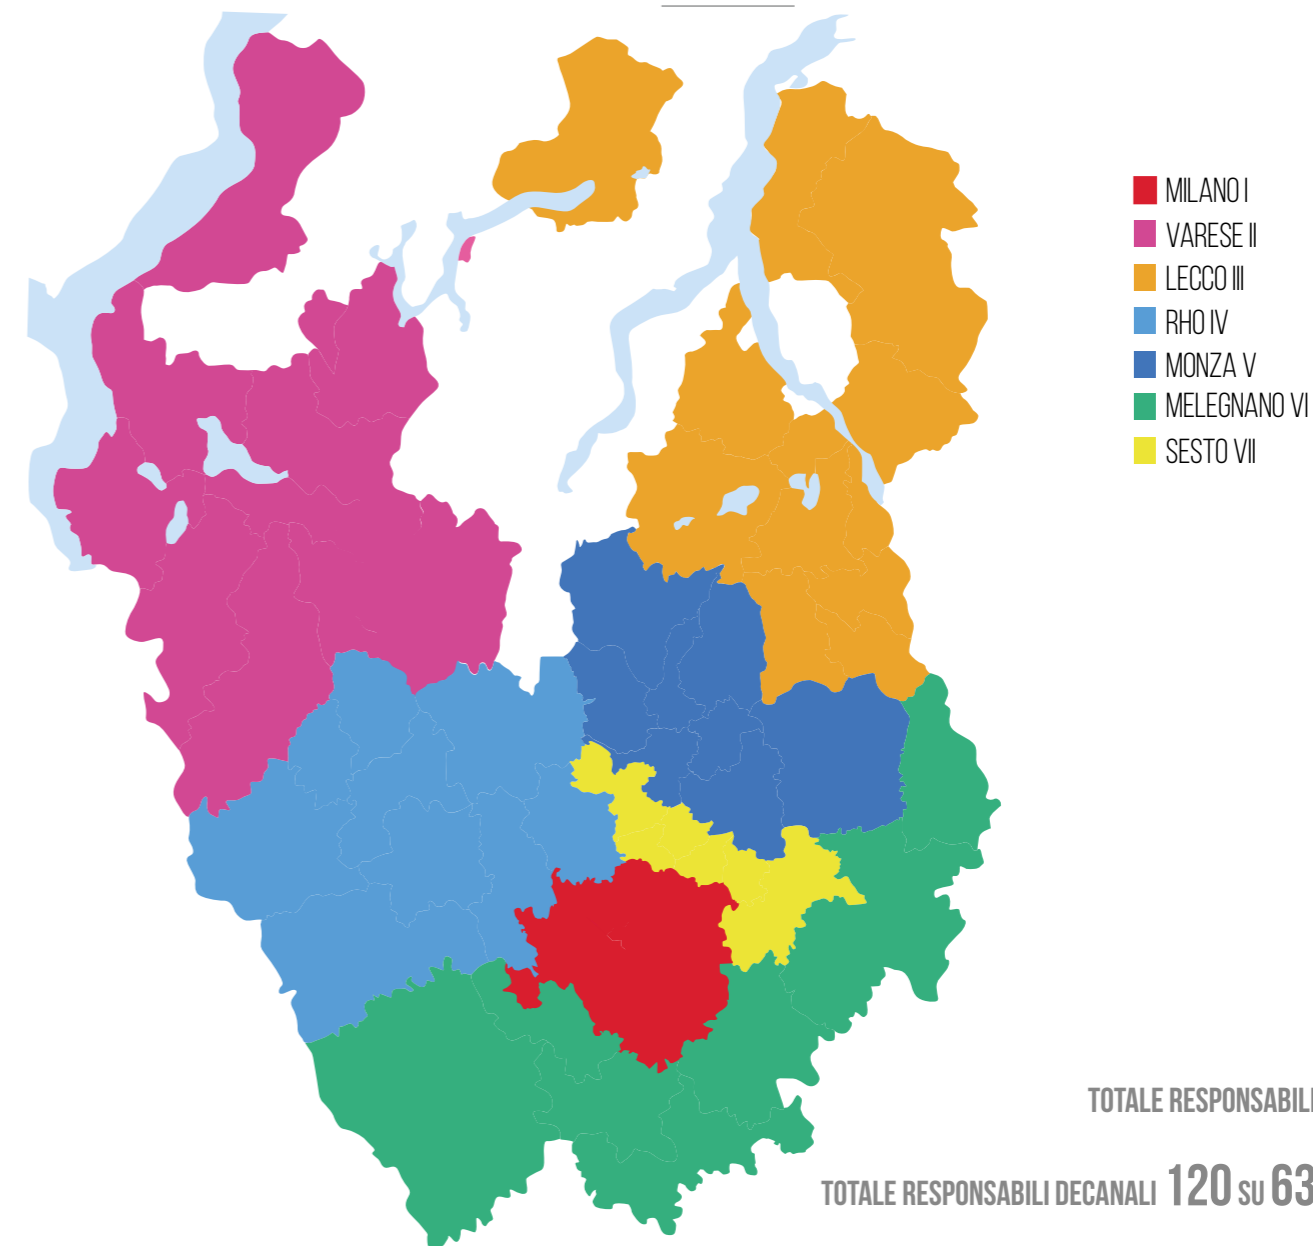 MILANO I
VARESE II
LECCO III
RHO IV
MONZA V
MELEGNANO VI
SESTO VII
TOTALE RESPONSABILI
TOTALE RESPONSABILI DECANALI 120 SU 63